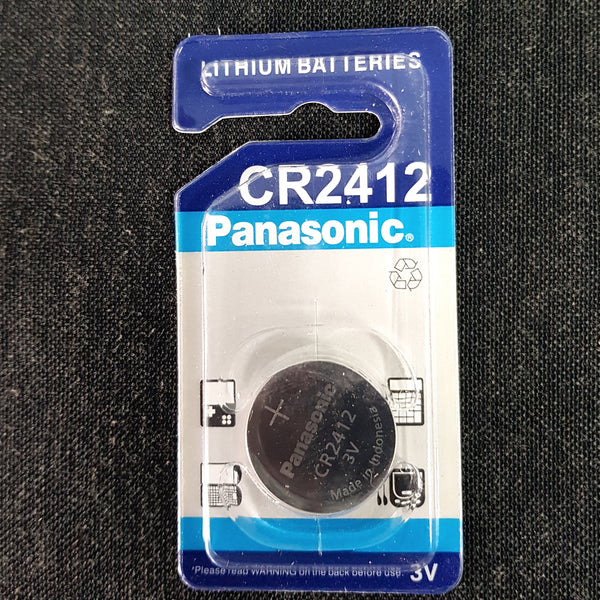 LITHIUM BATTERIES
CR2412
Panasonic®
+
Panasonic
CR2412
3V
Made in Indonesia
*Please read WARNING on the back before use.
3V